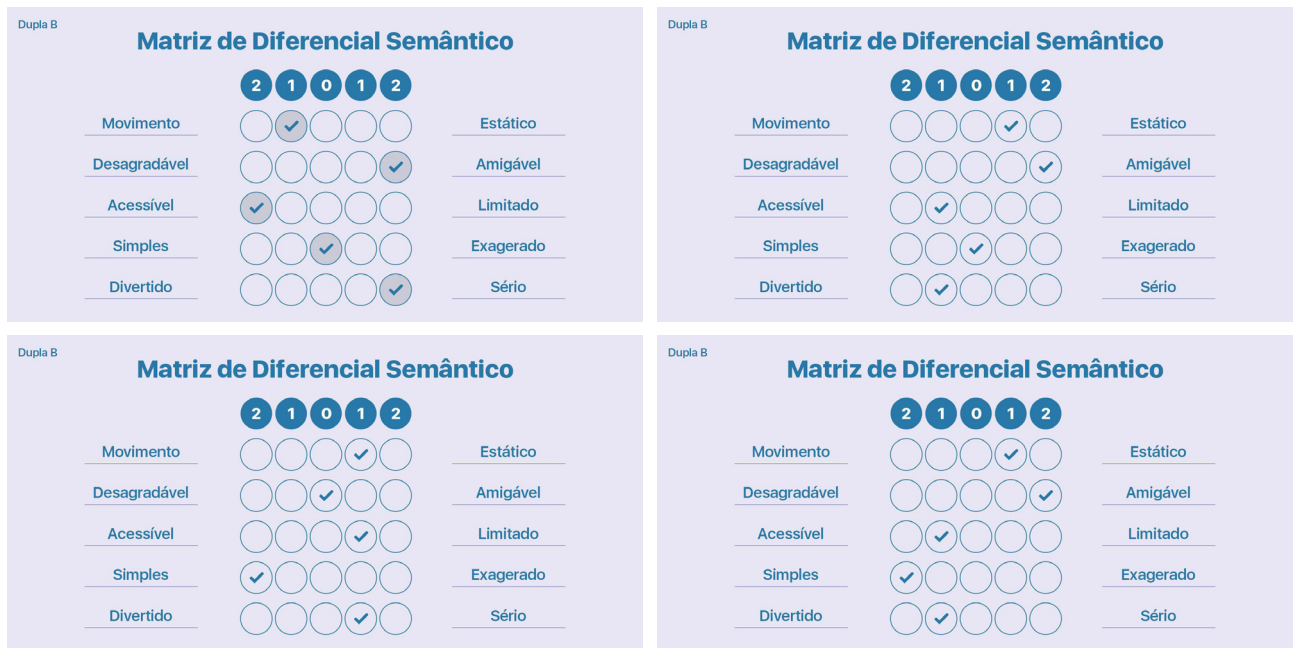 Dupla B
Matriz de Diferencial Semântico
2 1 0 1 2
Movimento Estático
Desagradável Amigável
Acessível Limitado
Simples Exagerado
Divertido Sério
Dupla B
Matriz de Diferencial Semântico
2 1 0 1 2
Movimento Estático
Desagradável Amigável
Acessível Limitado
Simples Exagerado
Divertido Sério
Dupla B
Matriz de Diferencial Semântico
2 1 0 1 2
Movimento Estático
Desagradável Amigável
Acessível Limitado
Simples Exagerado
Divertido Sério
Dupla B
Matriz de Diferencial Semântico
2 1 0 1 2
Movimento Estático
Desagradável Amigável
Acessível Limitado
Simples Exagerado
Divertido Sério